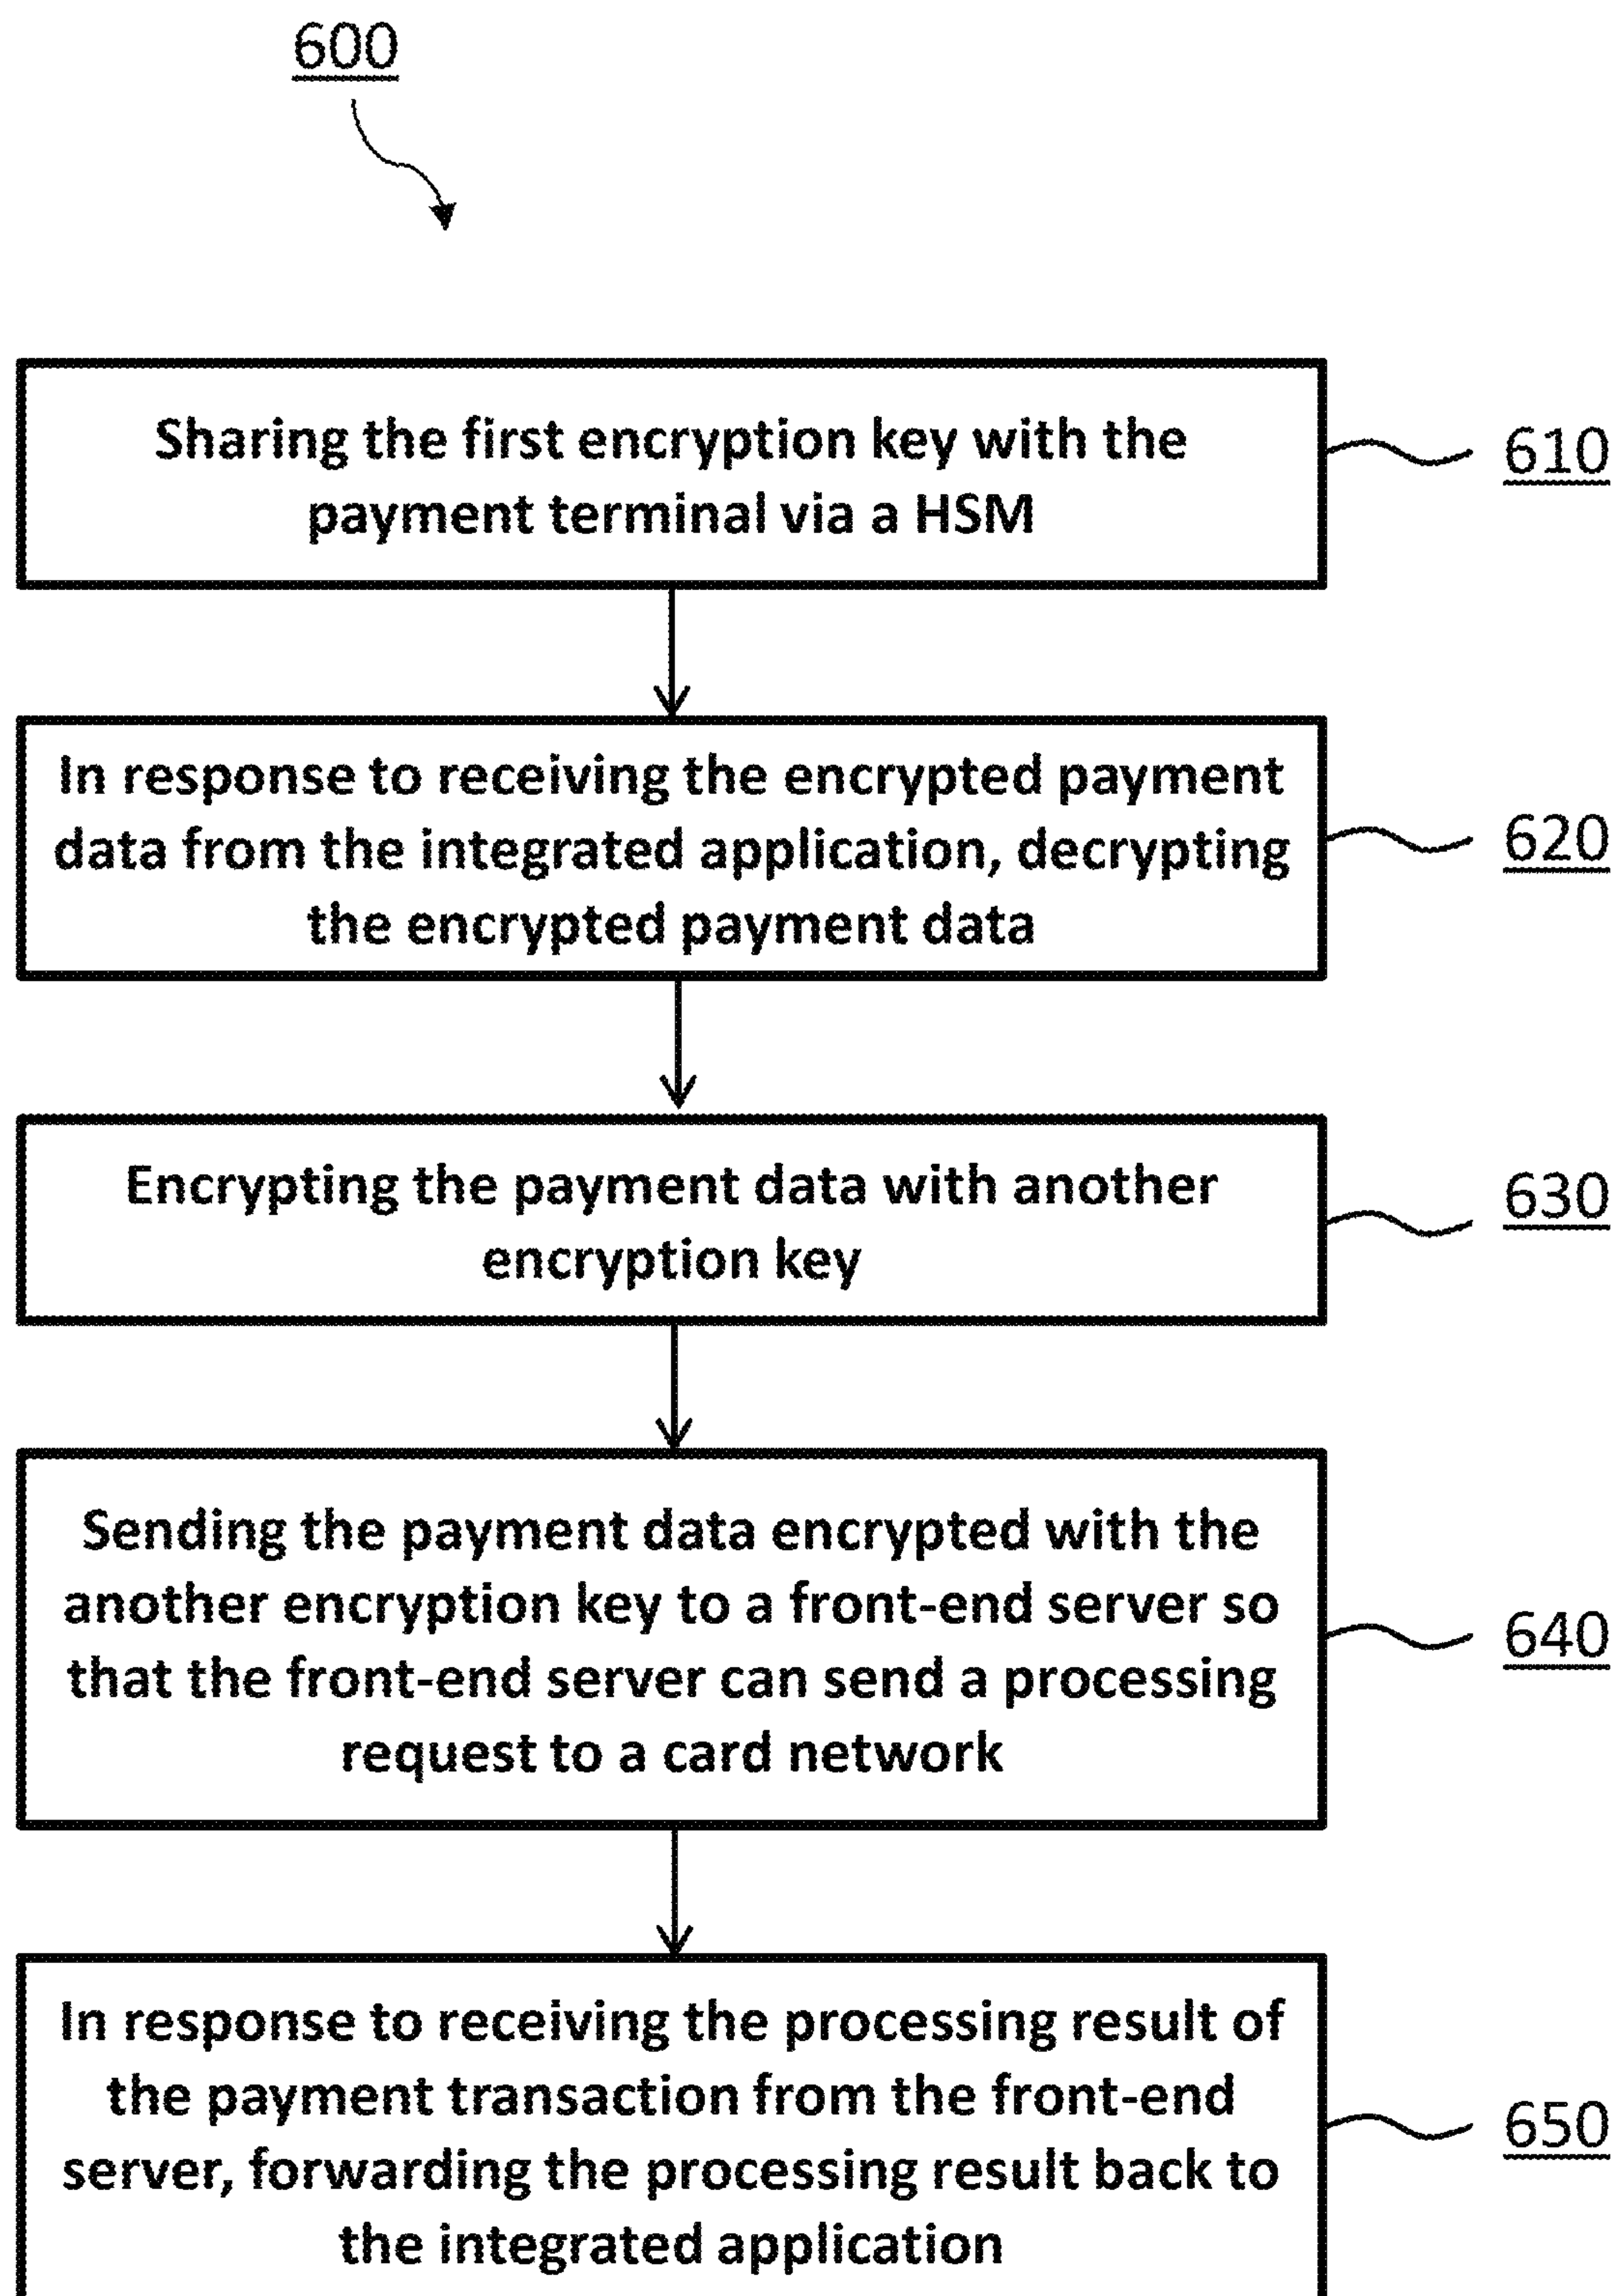 600
Sharing the first encryption key with the
payment terminal via a HSM
610
In response to receiving the encrypted payment
data from the integrated application, decrypting
the encrypted payment data
620
Encrypting the payment data with another
encryption key
630
Sending the payment data encrypted with the
another encryption key to a front-end server so
that the front-end server can send a processing
request to a card network
640
In response to receiving the processing result of
the payment transaction from the front-end
server, forwarding the processing result back to
the integrated application
650